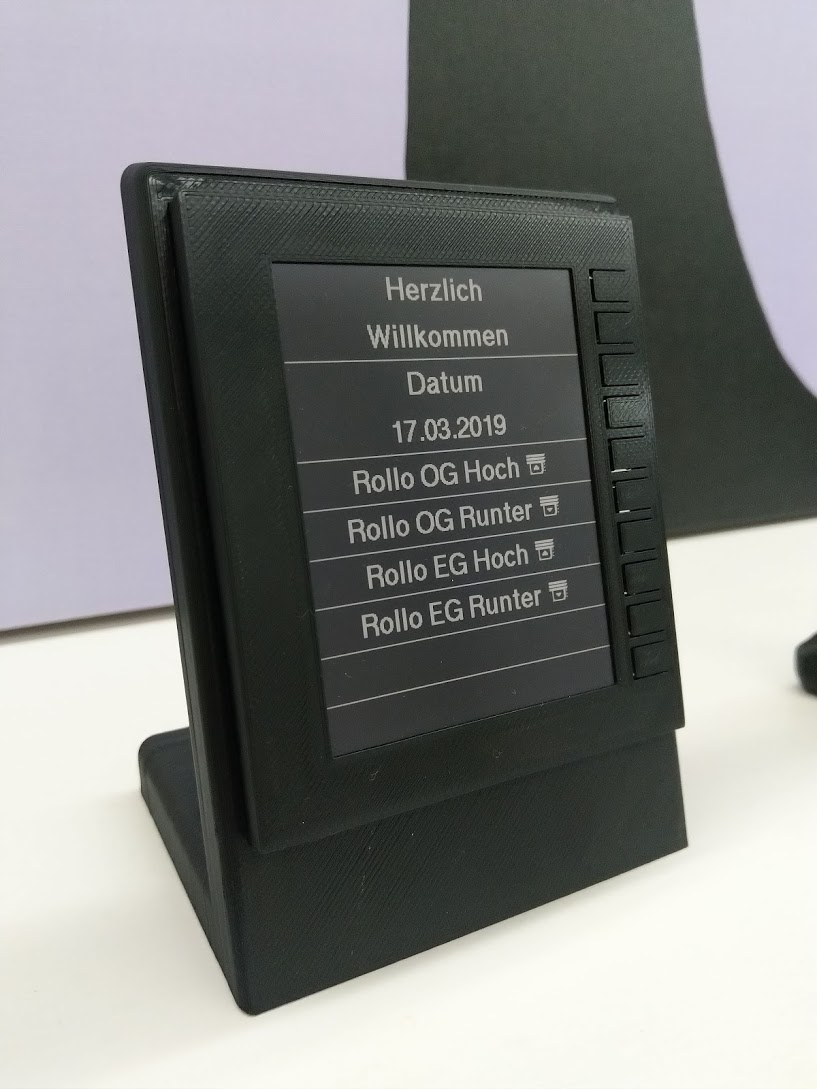 Herzlich
Willkommen
Datum
17.03.2019
Rollo OG Hoch
Rollo OG Runter
Rollo EG Hoch
Rollo EG Runter